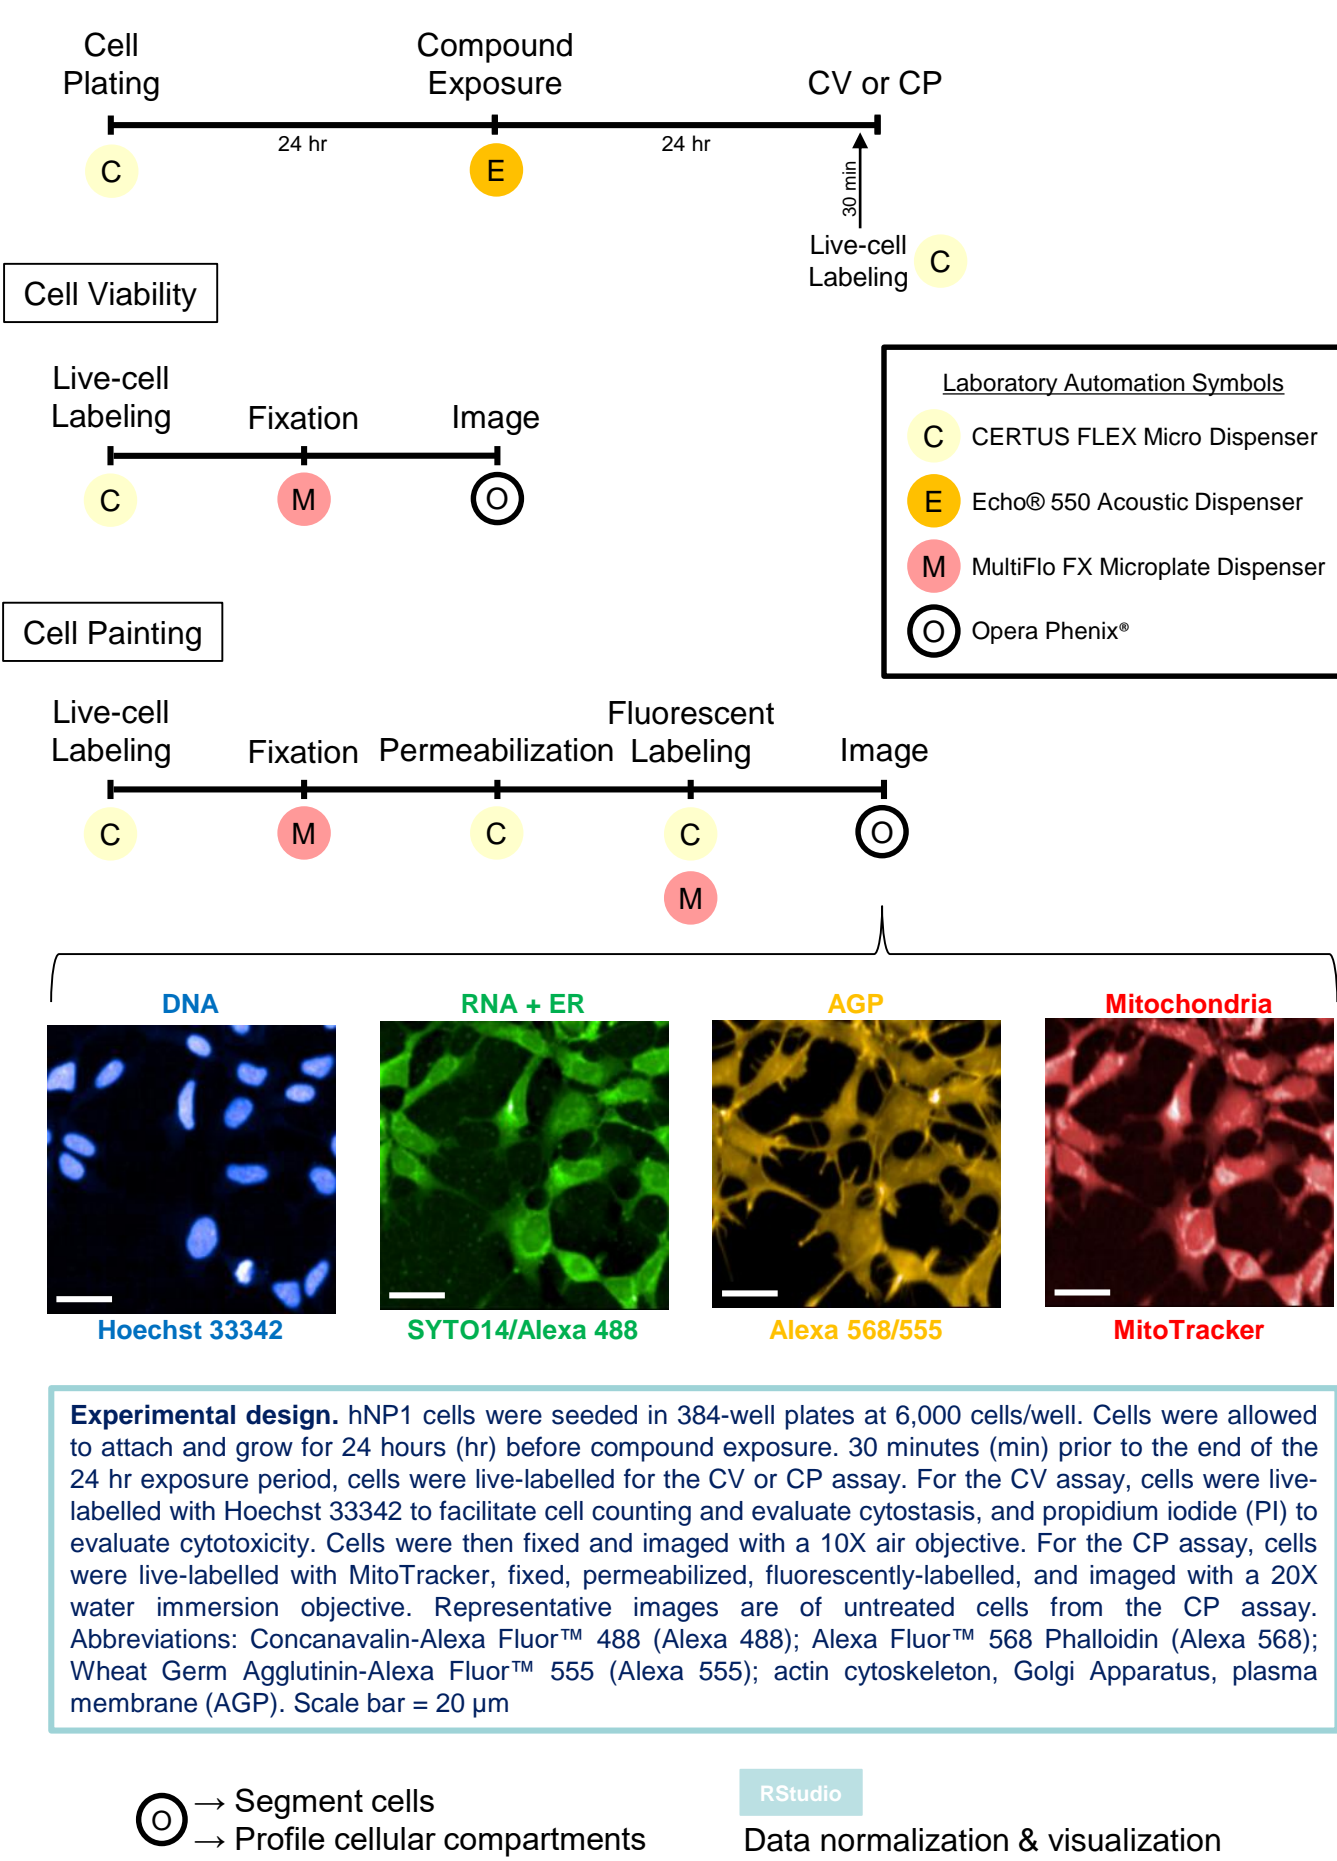 Cell
Plating
Compound
Exposure
CV or CP
24 hr
24 hr
C
E
30 min
Live-cell
Labeling
C
Cell Viability
Live-cell
Labeling
Fixation
Image
C
M
O
Laboratory Automation Symbols
C CERTUS FLEX Micro Dispenser
E Echo® 550 Acoustic Dispenser
M MultiFlo FX Microplate Dispenser
O Opera Phenix®
Cell Painting
Live-cell
Labeling
Fixation
Permeabilization
Fluorescent
Labeling
Image
C
M
C
C
O
M
DNA
RNA + ER
AGP
Mitochondria
Hoechst 33342
SYTO14/Alexa 488
Alexa 568/555
MitoTracker
Experimental design. hNP1 cells were seeded in 384-well plates at 6,000 cells/well. Cells were allowed
to attach and grow for 24 hours (hr) before compound exposure. 30 minutes (min) prior to the end of the
24 hr exposure period, cells were live-labelled for the CV or CP assay. For the CV assay, cells were live-
labelled with Hoechst 33342 to facilitate cell counting and evaluate cytostasis, and propidium iodide (PI) to
evaluate cytotoxicity. Cells were then fixed and imaged with a 10X air objective. For the CP assay, cells
were live-labelled with MitoTracker, fixed, permeabilized, fluorescently-labelled, and imaged with a 20X
water immersion objective. Representative images are of untreated cells from the CP assay.
Abbreviations: Concanavalin-Alexa Fluor™ 488 (Alexa 488); Alexa Fluor™ 568 Phalloidin (Alexa 568);
Wheat Germ Agglutinin-Alexa Fluor™ 555 (Alexa 555); actin cytoskeleton, Golgi Apparatus, plasma
membrane (AGP). Scale bar = 20 µm
O
→ Segment cells
→ Profile cellular compartments
RStudio
Data normalization & visualization